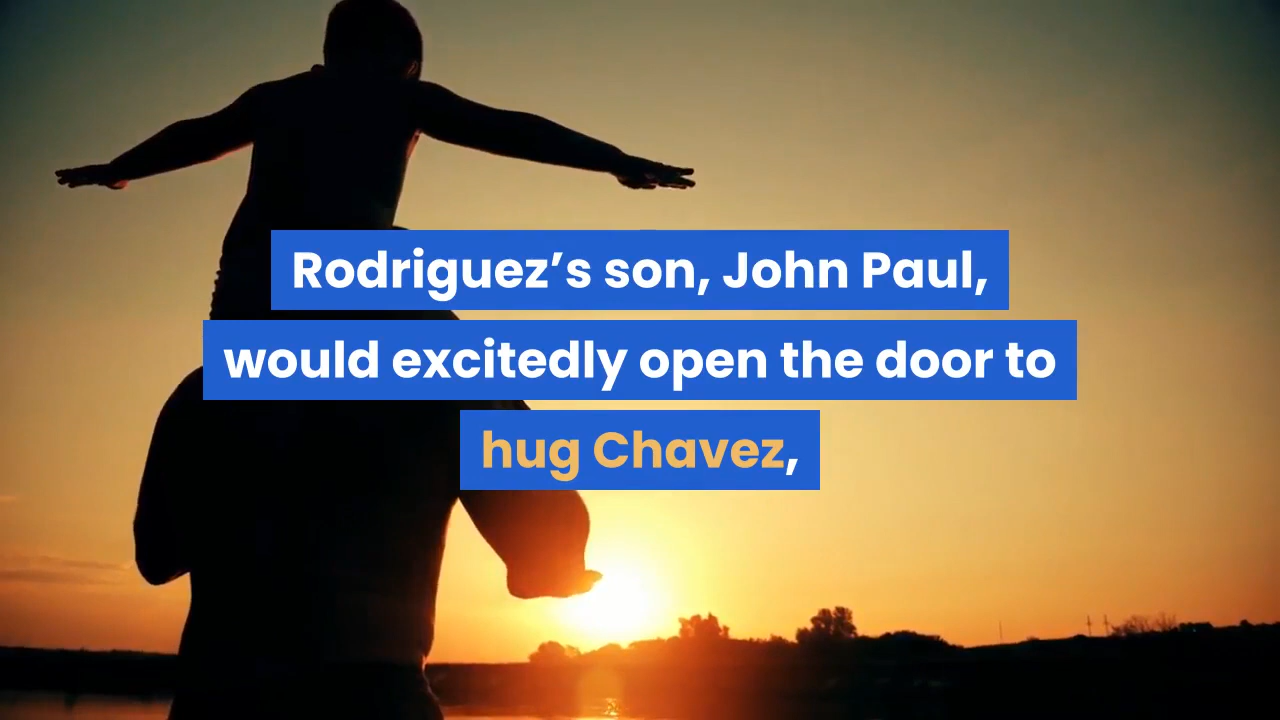 Rodriguez’s son, John Paul,
would excitedly open the door to
hug Chavez,